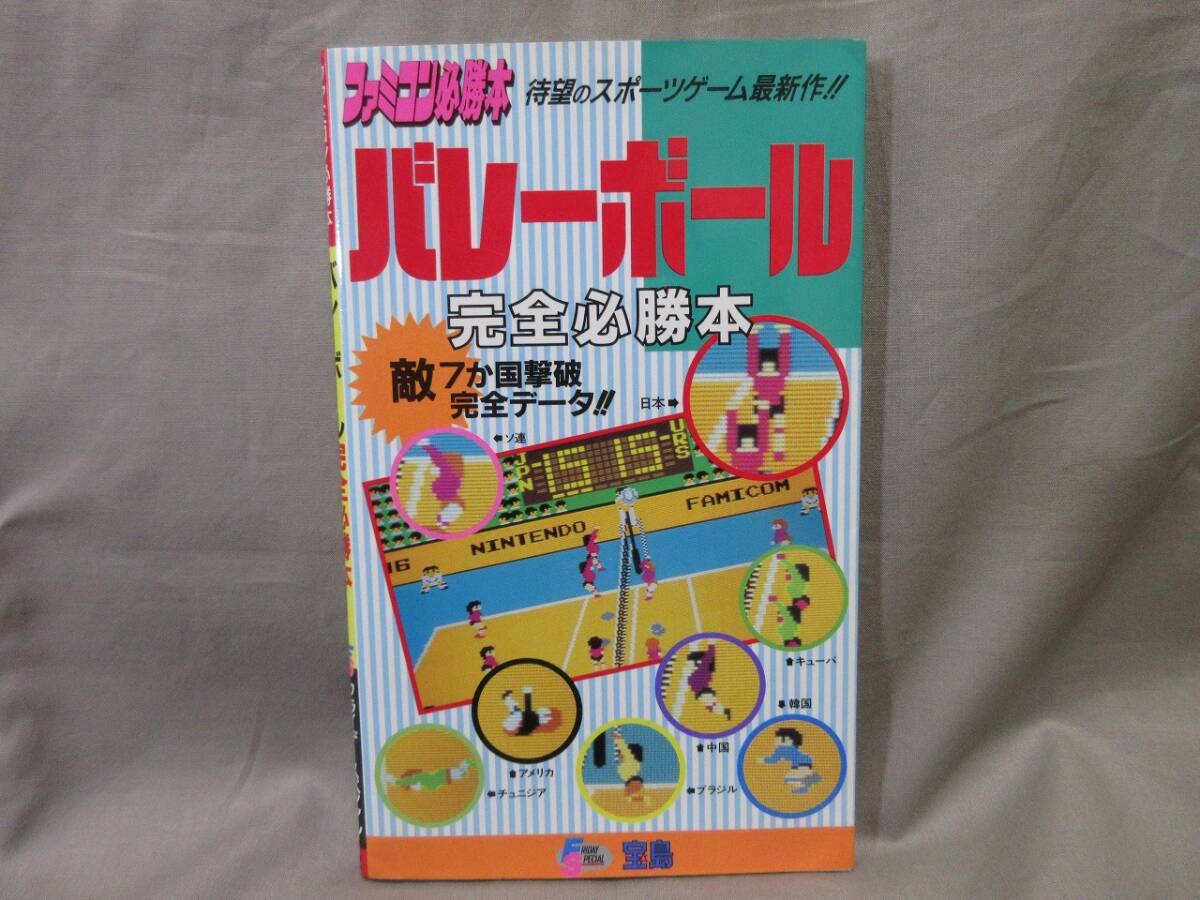 ファミコン必勝本
待望のスポーツゲーム最新作!!
バレーボール
完全必勝本
敵7か国撃破
完全データ!!
日本➡
⬅ソ連
JPN 15 15 URS
16 NINTENDO FAMICOM
⬆キューバ
⬇韓国
⬆中国
⬆アメリカ
⬅チュニジア
⬅ブラジル
FRIDAY SPECIAL
宝島